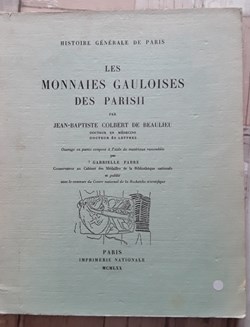 HISTOIRE GÉNÉRALE DE PARIS
LES
MONNAIES GAULOISES
DES PARISII
PAR
JEAN-BAPTISTE COLBERT DE BEAULIEU
DOCTEUR EN MÉDECINE
DOCTEUR ÈS LETTRES
Ouvrage en partie composé à l'aide de
par
GABRIELLE FABRE
Conservateur au Cabinet des Médailles de la Bibliothèque nationale
et publié
avec le concours du Centre national de la Recherche scientifique
PARIS
IMPRIMERIE NATIONALE
MCMLXX